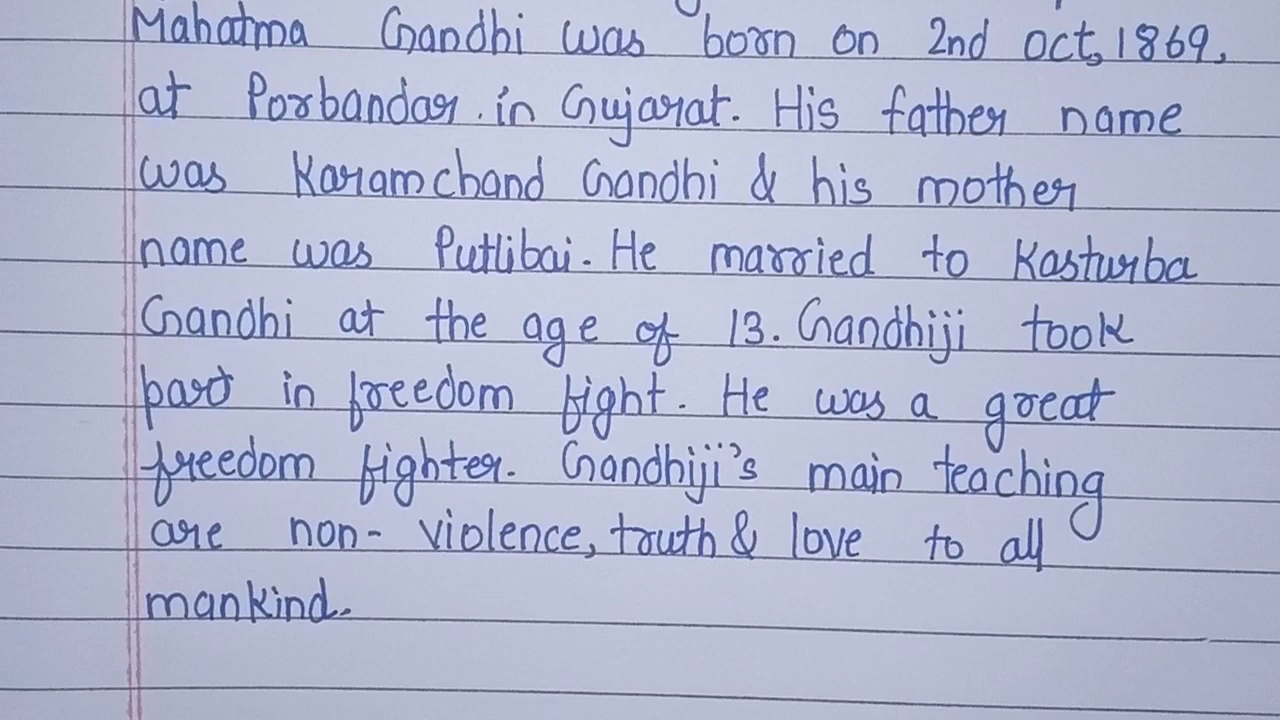 Mahatma Gandhi was born on 2nd Oct, 1869,
at Porbandar in Gujarat. His father name
was Karamchand Gandhi & his mother
name was Putlibai. He married to Kasturba
Gandhi at the age of 13. Gandhiji took
part in freedom fight. He was a great
freedom fighter. Gandhiji's main teaching
are non-violence, truth & love to all
mankind.